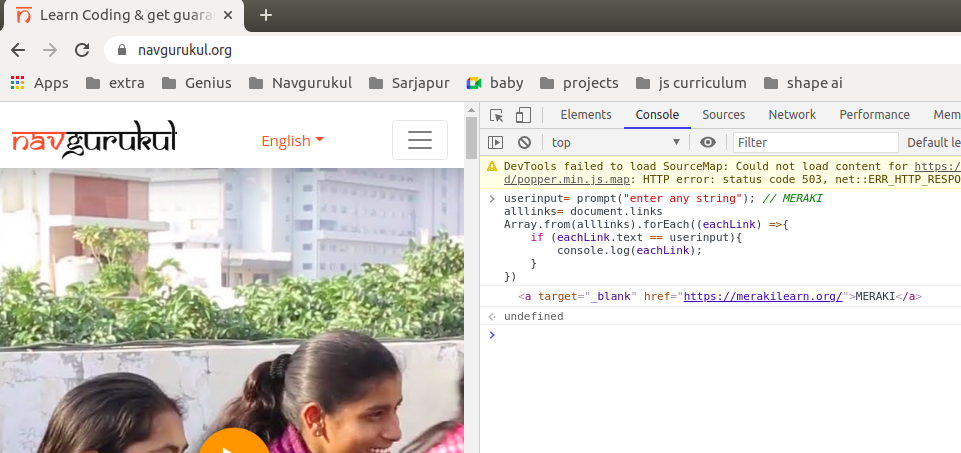 Learn Coding & get guara
navgurukul.org
Apps extra Genius Navgurukul Sarjapur baby projects js curriculum shape ai
navgurukul English
Elements Console Sources Network Performance Mem
top Filter Default le
DevTools failed to load SourceMap: Could not load content for https:/
d/popper.min.js.map: HTTP error: status code 503, net::ERR_HTTP_RESPO
userinput= prompt("enter any string"); // MERAKI
alllinks= document.links
Array.from(alllinks).forEach((eachLink) =>{
    if (eachLink.text == userinput){
        console.log(eachLink);
    }
})
<a target="_blank" href="https://merakilearn.org/">MERAKI</a>
undefined